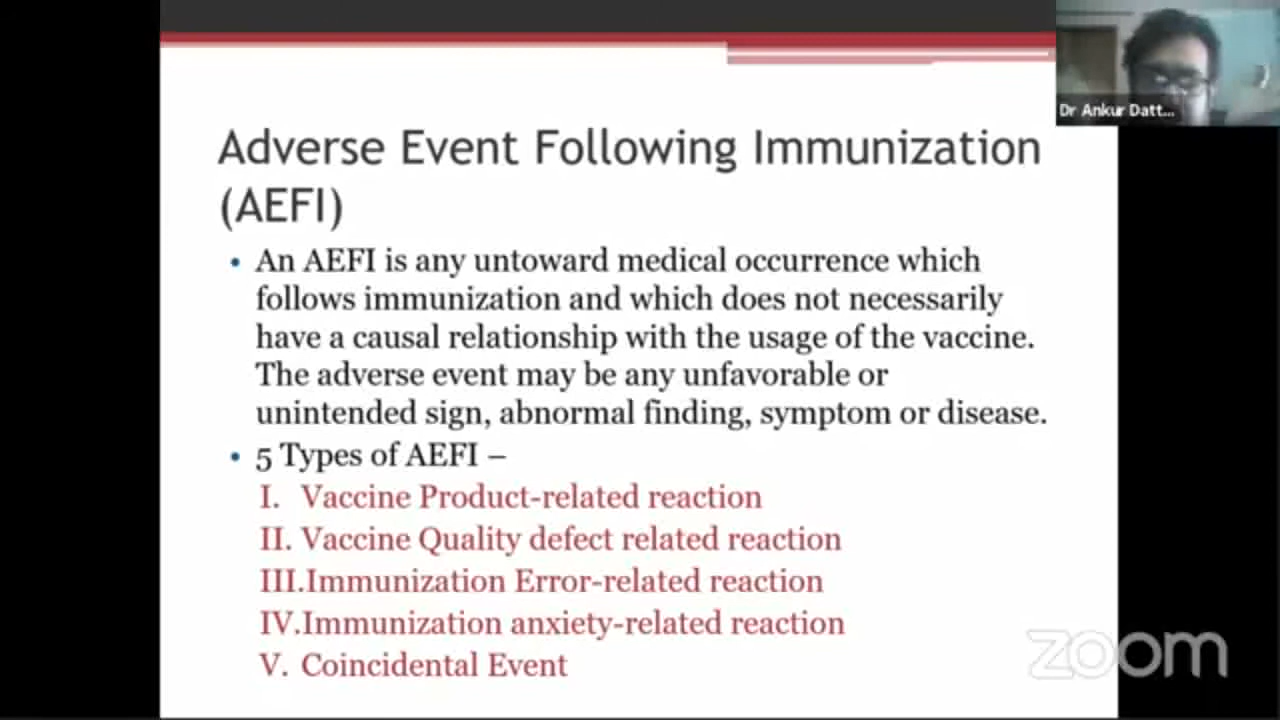 Dr Ankur Datt...
Adverse Event Following Immunization
(AEFI)
• An AEFI is any untoward medical occurrence which
follows immunization and which does not necessarily
have a causal relationship with the usage of the vaccine.
The adverse event may be any unfavorable or
unintended sign, abnormal finding, symptom or disease.
• 5 Types of AEFI –
I. Vaccine Product-related reaction
II. Vaccine Quality defect related reaction
III.Immunization Error-related reaction
IV.Immunization anxiety-related reaction
V. Coincidental Event
zoom